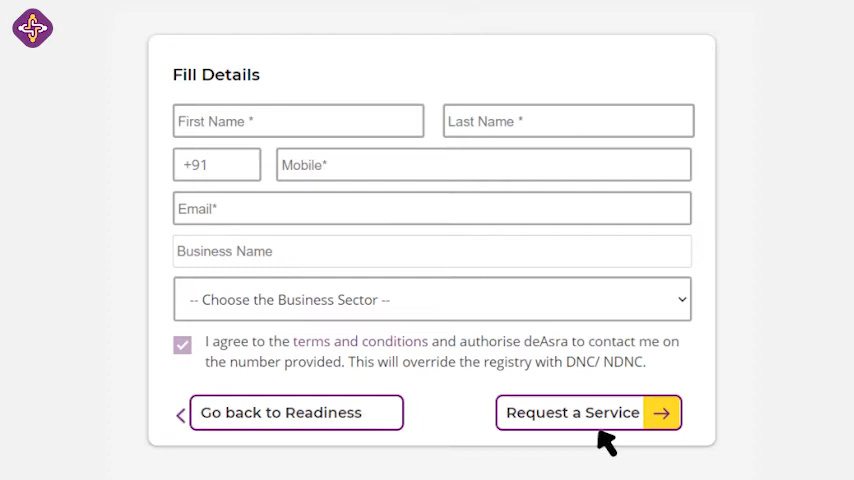 Fill Details
First Name *
Last Name *
+91
Mobile*
Email*
Business Name
-- Choose the Business Sector --
I agree to the terms and conditions and authorise deAsra to contact me on
the number provided. This will override the registry with DNC/ NDNC.
Go back to Readiness
Request a Service